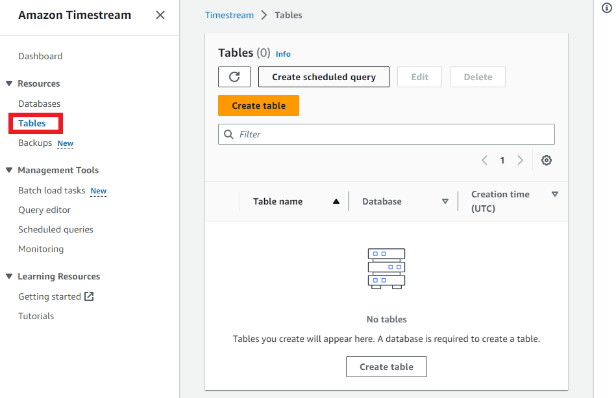 Amazon Timestream
Dashboard
Resources
Databases
Tables
Backups New
Management Tools
Batch load tasks New
Query editor
Scheduled queries
Monitoring
Learning Resources
Getting started
Tutorials
Timestream > Tables
Tables (0) Info
Create scheduled query Edit Delete
Create table
Filter
1
Table name Database Creation time (UTC)
No tables
Tables you create will appear here. A database is required to create a table.
Create table